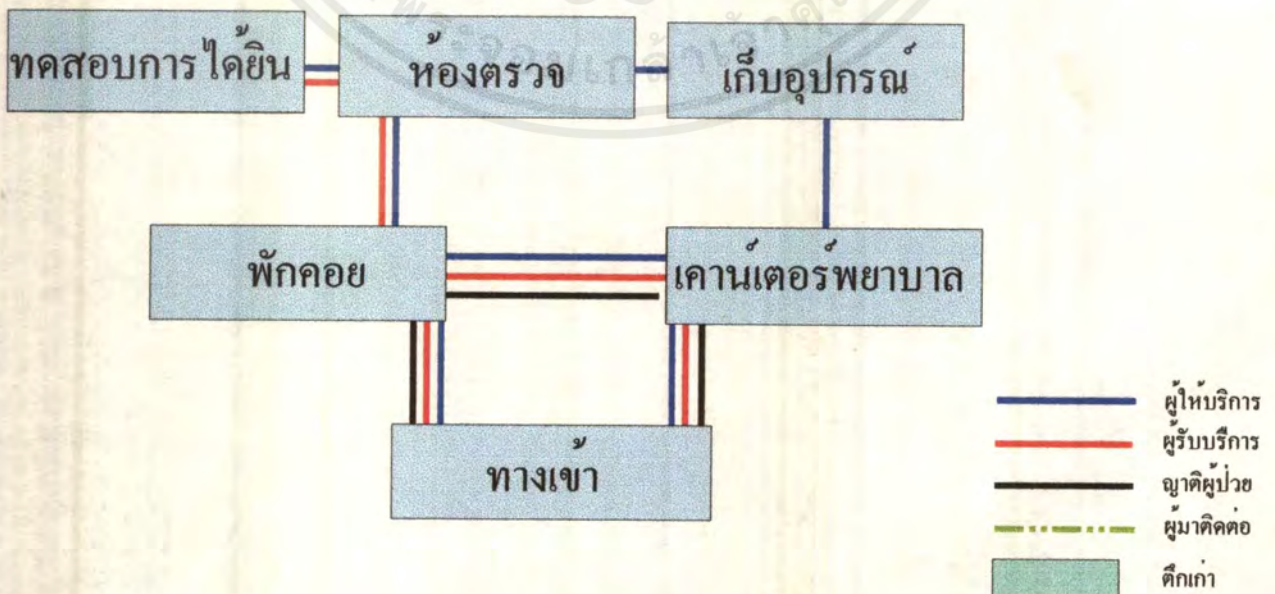 ทดสอบการได้ยิน
ห้องตรวจ
เก็บอุปกรณ์
พักคอย
เคาน์เตอร์พยาบาล
ทางเข้า
ผู้ให้บริการ
ผู้รับบริการ
ญาติผู้ป่วย
ผู้มาติดต่อ
ตึกเก่า